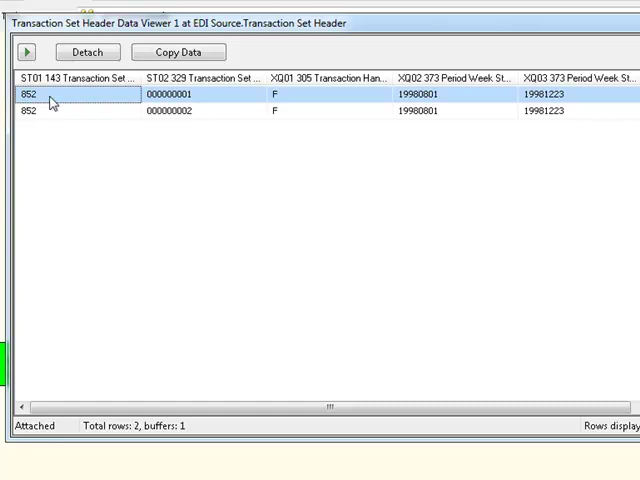 Transaction Set Header Data Viewer 1 at EDI Source.Transaction Set Header
Detach Copy Data
ST01 143 Transaction Set ... ST02 329 Transaction Set ... XQ01 305 Transaction Han... XQ02 373 Period Week St... XQ03 373 Period Week St...
852 000000001 F 19980801 19981223
852 000000002 F 19980801 19981223
Attached Total rows: 2, buffers: 1 Rows display